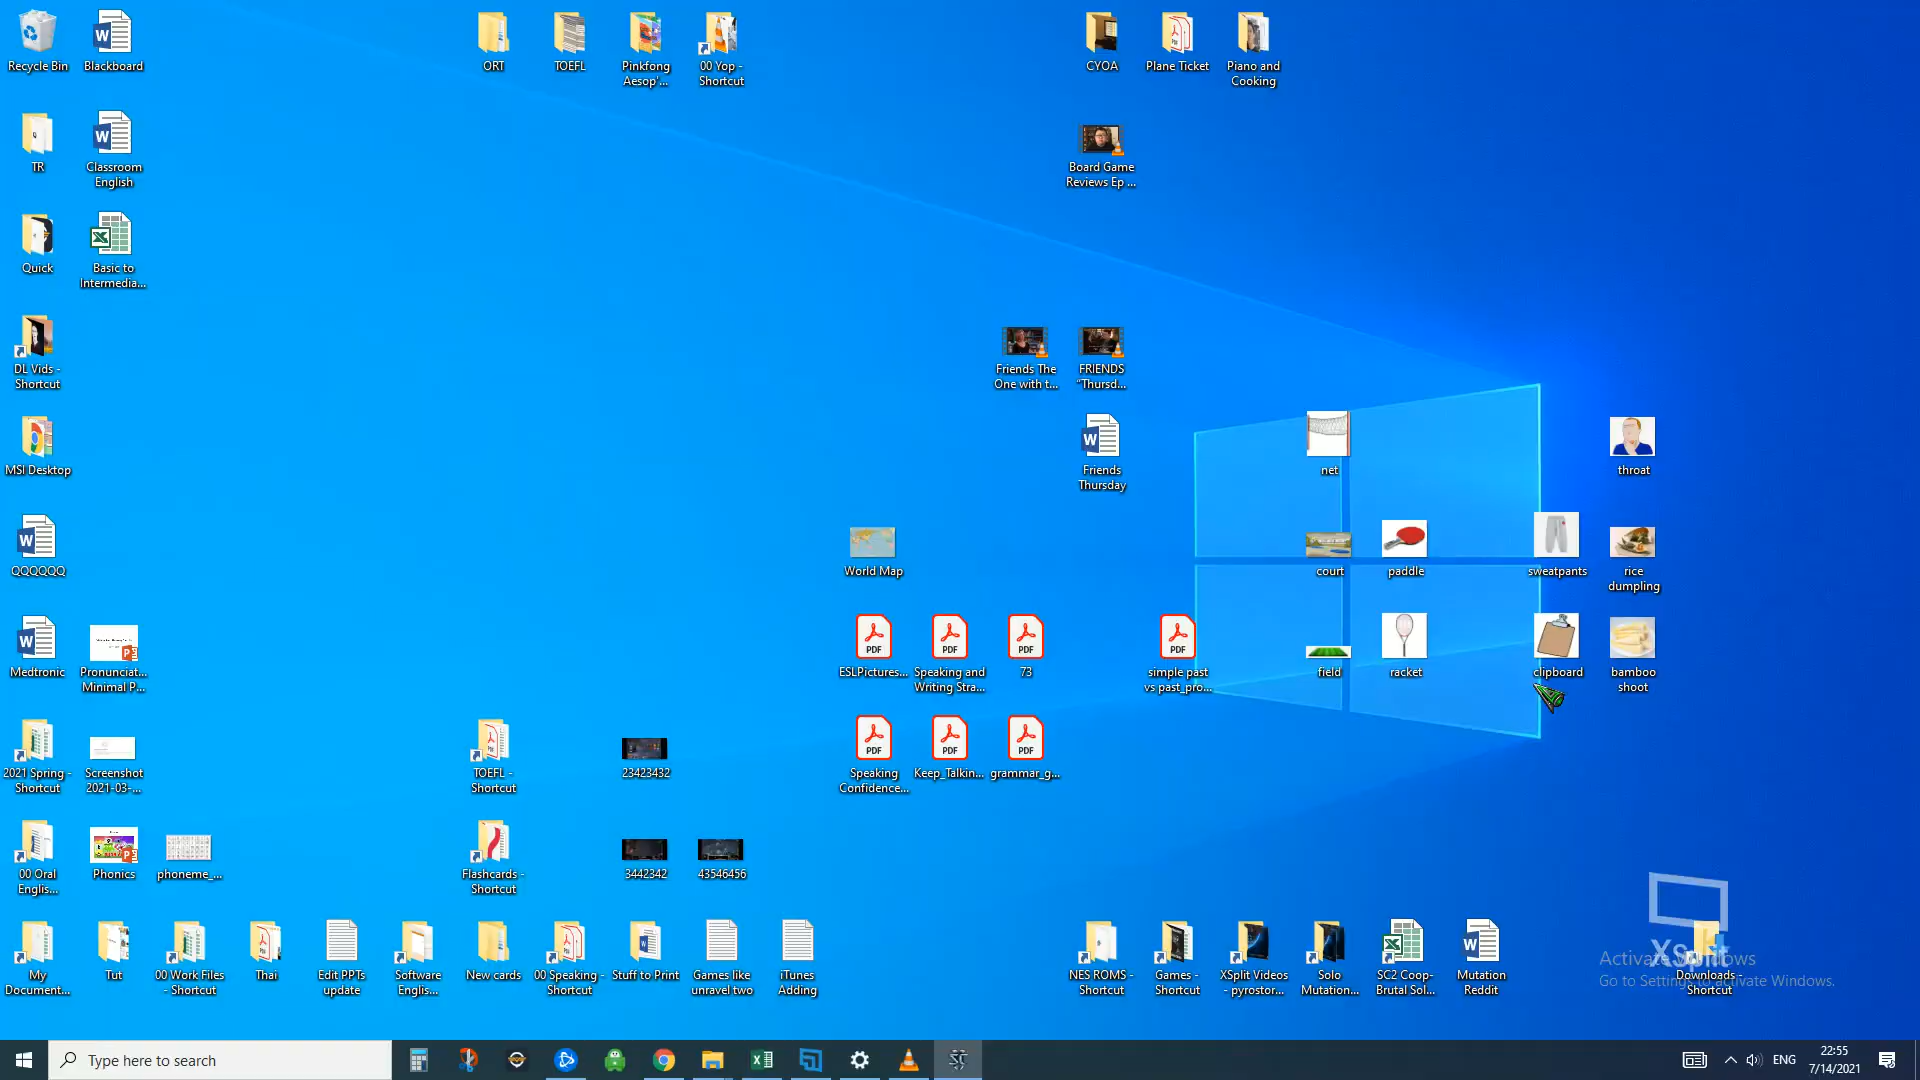 Recycle Bin
Blackboard
ORT
TOEFL
Pinkfong
Aesop'...
00 Yop -
Shortcut
CYOA
Plane Ticket
Piano and
Cooking
TR
Classroom
English
Board Game
Reviews Ep ...
Quick
Basic to
Intermedia...
DL Vids -
Shortcut
Friends The
One with t...
FRIENDS
"Thursd...
MSI Desktop
Friends
Thursday
net
throat
QQQQQQ
World Map
court
paddle
sweatpants
rice
dumpling
Medtronic
Pronunciat...
Minimal P...
PDF
ESLPictures...
PDF
Speaking and
Writing Stra...
PDF
73
PDF
simple past
vs past_pro...
field
racket
clipboard
bamboo
shoot
2021 Spring -
Shortcut
Screenshot
2021-03-...
TOEFL -
Shortcut
23423432
PDF
Speaking
Confidence...
PDF
Keep_Talkin...
PDF
grammar_g...
00 Oral
Englis...
Phonics
phoneme_...
Flashcards -
Shortcut
3442342
43546456
My
Document...
Tut
00 Work Files
- Shortcut
Thai
Edit PPTs
update
Software
Englis...
New cards
00 Speaking -
Shortcut
Stuff to Print
Games like
unravel two
iTunes
Adding
NES ROMS -
Shortcut
Games -
Shortcut
XSplit Videos
- pyrostor...
Solo
Mutation...
SC2 Coop-
Brutal Sol...
Mutation
Reddit
XSplit
Downloads -
Shortcut
Activate Windows
Go to Settings to activate Windows.
Type here to search
ENG
22:55
7/14/2021